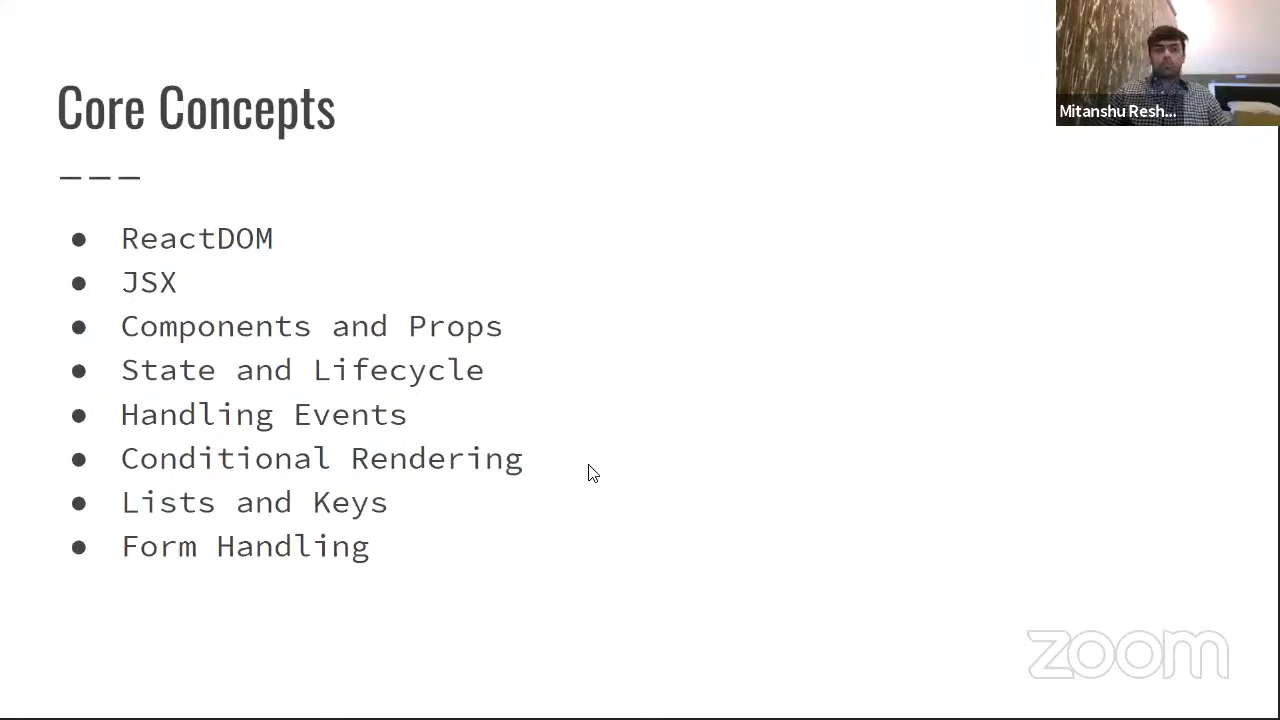 Core Concepts
Mitanshu Resh...
● ReactDOM
● JSX
● Components and Props
● State and Lifecycle
● Handling Events
● Conditional Rendering
● Lists and Keys
● Form Handling
zoom